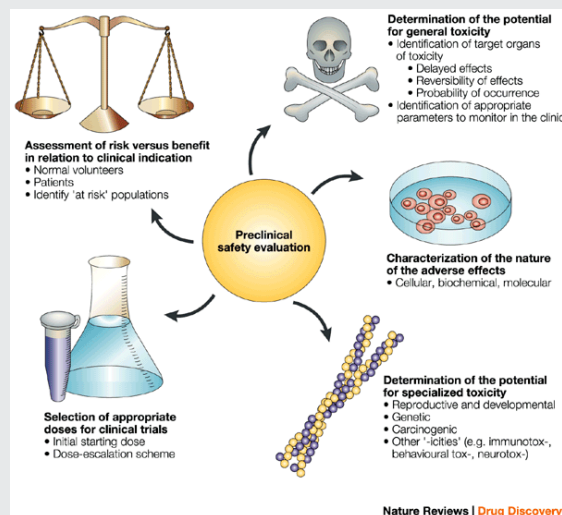 Determination of the potential
for general toxicity
• Identification of target organs
of toxicity
• Delayed effects
• Reversibility of effects
• Probability of occurrence
• Identification of appropriate
parameters to monitor in the clinic
Assessment of risk versus benefit
in relation to clinical indication
• Normal volunteers
• Patients
• Identify 'at risk' populations
Preclinical
safety evaluation
Characterization of the nature
of the adverse effects
• Cellular, biochemical, molecular
Selection of appropriate
doses for clinical trials
• Initial starting dose
• Dose-escalation scheme
Determination of the potential
for specialized toxicity
• Reproductive and developmental
• Genetic
• Carcinogenic
• Other '-icities' (e.g. immunotox-,
behavioural tox-, neurotox-)
Nature Reviews | Drug Discovery